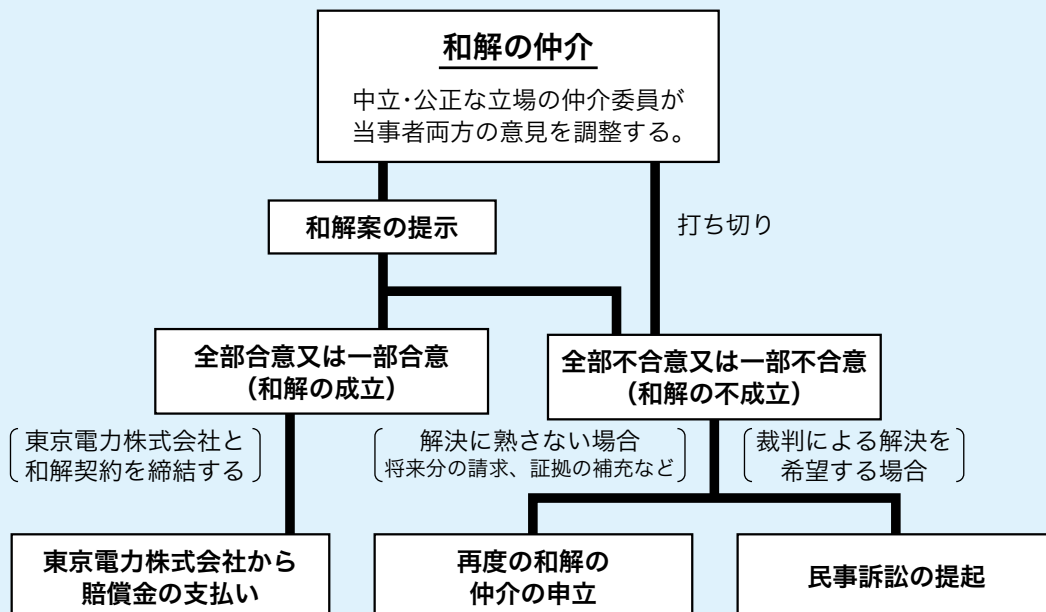 和解の仲介
中立･公正な立場の仲介委員が
当事者両方の意見を調整する。
和解案の提示
打ち切り
全部合意又は一部合意
（和解の成立）
全部不合意又は一部不合意
（和解の不成立）
東京電力株式会社と
和解契約を締結する
解決に熟さない場合
将来分の請求、証拠の補充など
裁判による解決を
希望する場合
東京電力株式会社から
賠償金の支払い
再度の和解の
仲介の申立
民事訴訟の提起